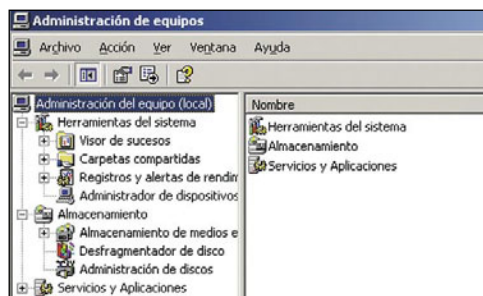 Administración de equipos
Archivo Acción Ver Ventana Ayuda
Administración del equipo (local)
Herramientas del sistema
Visor de sucesos
Carpetas compartidas
Registros y alertas de rendim
Administrador de dispositivos
Almacenamiento
Almacenamiento de medios e
Desfragmentador de disco
Administración de discos
Servicios y Aplicaciones
Nombre
Herramientas del sistema
Almacenamiento
Servicios y Aplicaciones